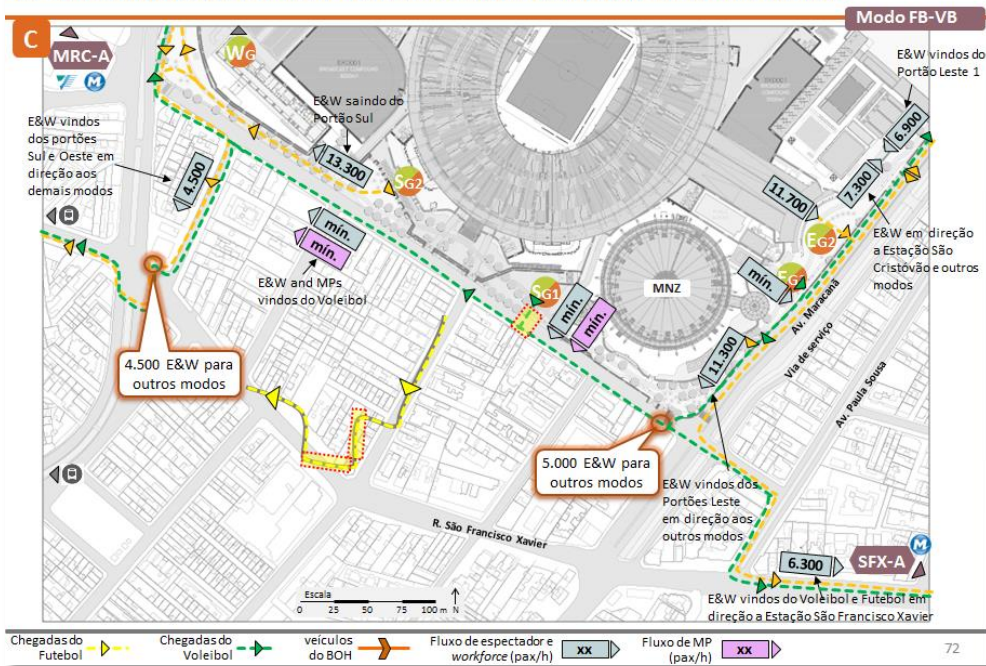 Modo FB-VB
C
MRC-A
M
WG
E&W vindos do
Portão Leste 1
E&W saindo do
Portão Sul
E&W vindos
dos portões
Sul e Oeste em
direção aos
demais modos
13.300
SG2
6.900
7.300
11.700
4.500
EG2
E&W em direção
a Estação São
Cristóvão e outros
modos
mín.
mín.
E&W and MPs
vindos do Voleibol
SG1
mín.
mín.
MNZ
mín.
Av. Maracanã
Via de serviço
Av. Paula Sousa
11.300
4.500 E&W para
outros modos
5.000 E&W para
outros modos
E&W vindos dos
Portões Leste
em direção aos
outros modos
R. São Francisco Xavier
6.300
SFX-A
M
E&W vindos do Voleibol e Futebol em
direção a Estação São Francisco Xavier
Escala
0 25 50 75 100 m N
Chegadas do
Futebol
Chegadas do
Voleibol
veículos
do BOH
Fluxo de espectador e
workforce (pax/h)
xx
Fluxo de MP
(pax/h)
xx
72